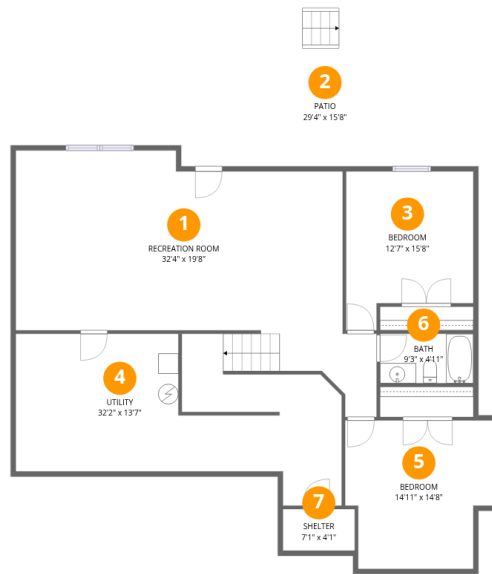 2
PATIO
29'4" x 15'8"
1
RECREATION ROOM
32'4" x 19'8"
3
BEDROOM
12'7" x 15'8"
6
BATH
9'3" x 4'11"
4
UTILITY
32'2" x 13'7"
5
BEDROOM
14'11" x 14'8"
7
SHELTER
7'1" x 4'1"